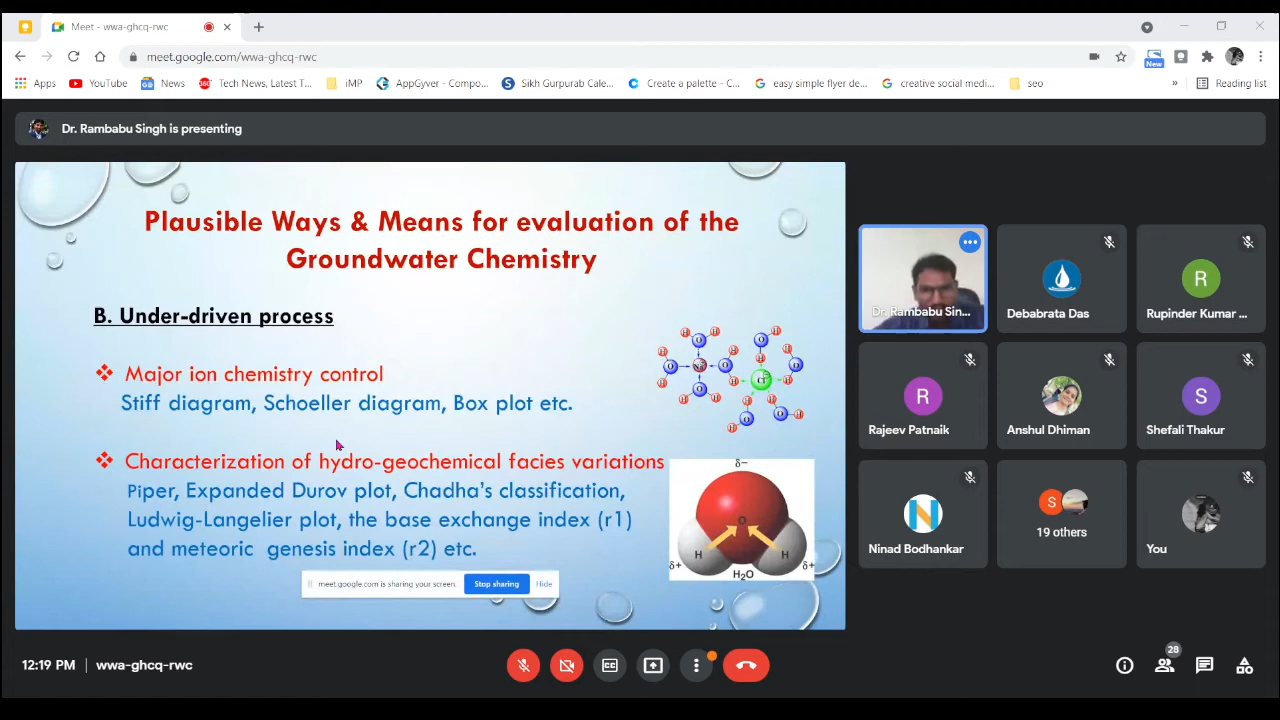 Meet - wwa-ghcq-rwc
meet.google.com/wwa-ghcq-rwc
New
Apps
YouTube
News
360°
Tech News, Latest T...
iMP
AppGyver - Compo...
Sikh Gurpurab Cale...
Create a palette - C...
easy simple flyer de...
creative social medi...
seo
»
Reading list
Dr. Rambabu Singh is presenting
Plausible Ways & Means for evaluation of the
Groundwater Chemistry
B. Under-driven process
Major ion chemistry control
Stiff diagram, Schoeller diagram, Box plot etc.
Characterization of hydro-geochemical facies variations
Piper, Expanded Durov plot, Chadha's classification,
Ludwig-Langelier plot, the base exchange index (r1)
and meteoric genesis index (r2) etc.
δ−
O
H
H
δ+
δ+
H₂O
meet.google.com is sharing your screen.
Stop sharing
Hide
Dr. Rambabu Sin...
Debabrata Das
R
Rupinder Kumar ...
R
Rajeev Patnaik
Anshul Dhiman
S
Shefali Thakur
N
Ninad Bodhankar
S
19 others
You
12:19 PM | wwa-ghcq-rwc
CC
28